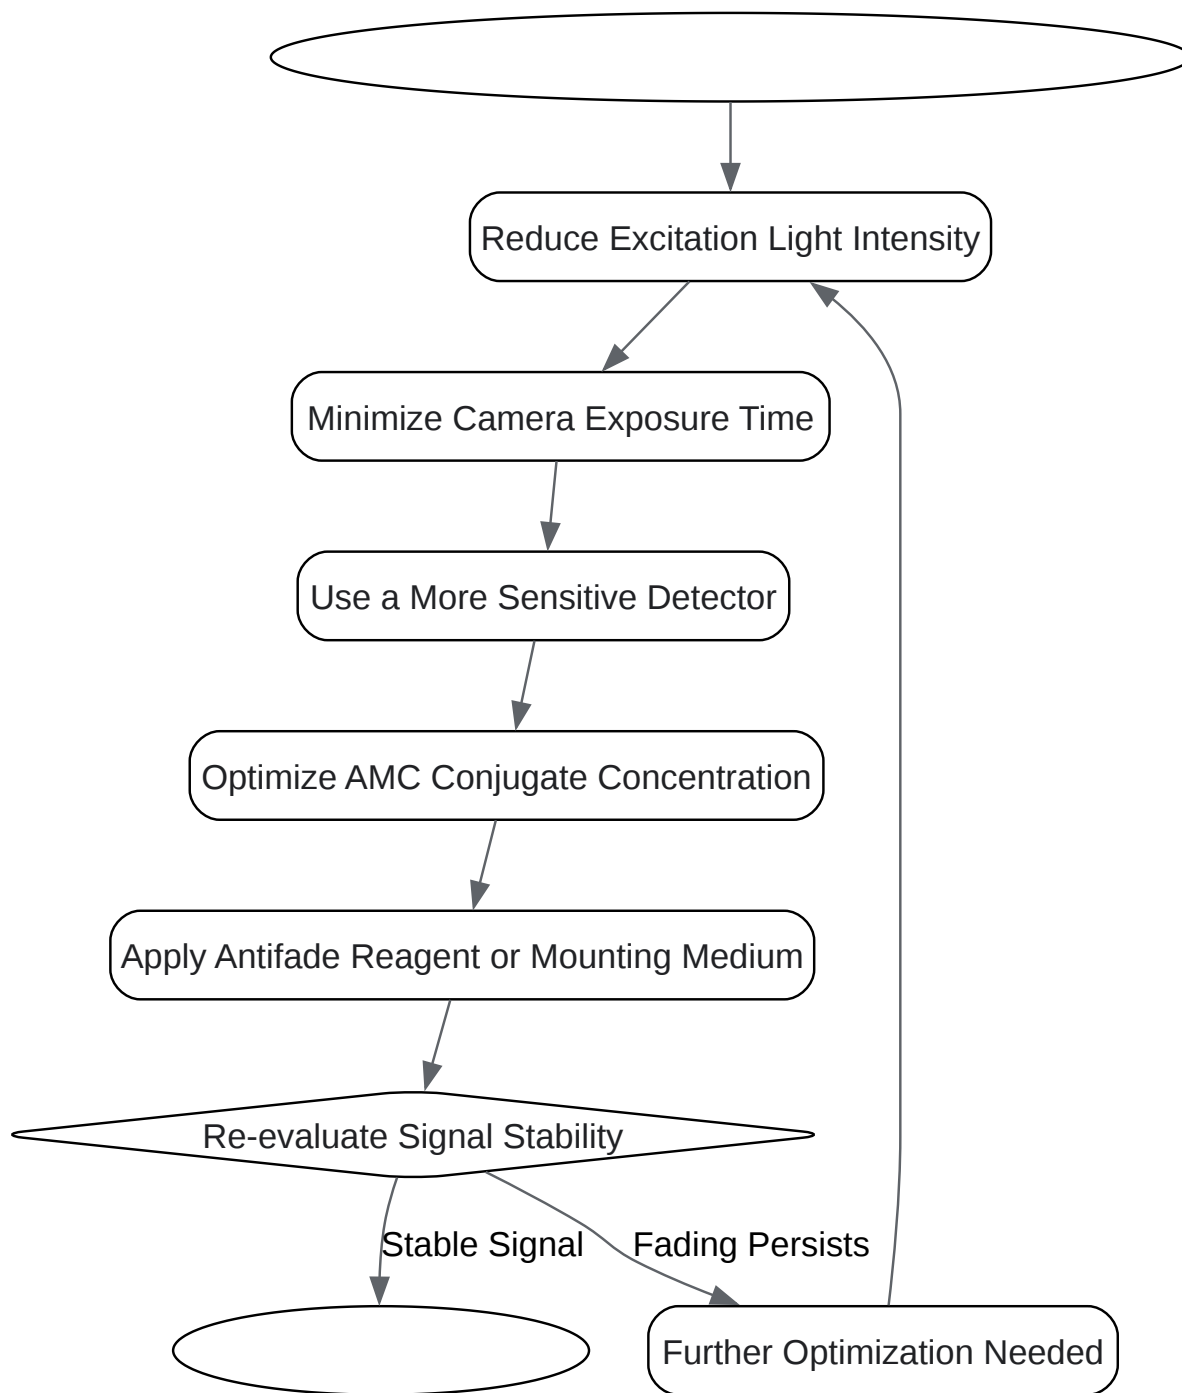 Reduce Excitation Light Intensity
Minimize Camera Exposure Time
Use a More Sensitive Detector
Optimize AMC Conjugate Concentration
Apply Antifade Reagent or Mounting Medium
Re-evaluate Signal Stability
Stable Signal
Fading Persists
Further Optimization Needed